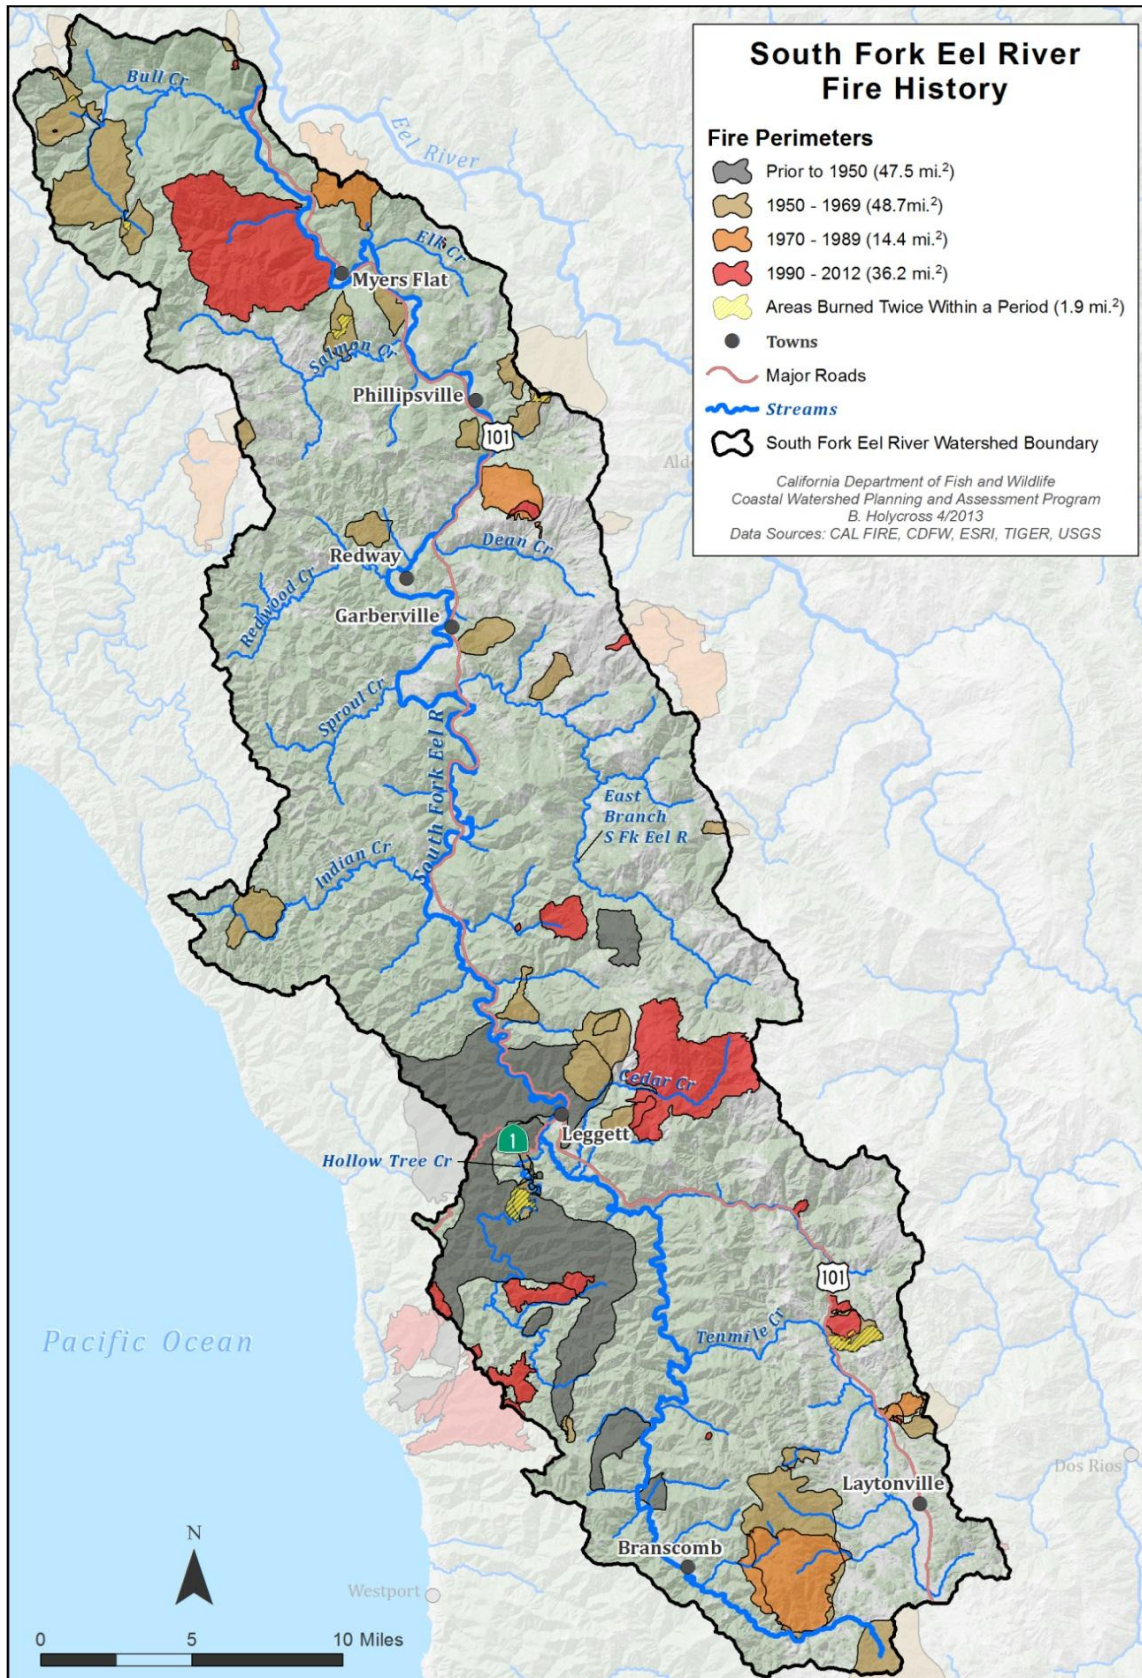 South Fork Eel River
Fire History
Fire Perimeters
Prior to 1950 (47.5 mi.²)
1950 - 1969 (48.7mi.²)
1970 - 1989 (14.4 mi.²)
1990 - 2012 (36.2 mi.²)
Areas Burned Twice Within a Period (1.9 mi.²)
Towns
Major Roads
Streams
South Fork Eel River Watershed Boundary
California Department of Fish and Wildlife
Coastal Watershed Planning and Assessment Program
B. Holycross 4/2013
Data Sources: CAL FIRE, CDFW, ESRI, TIGER, USGS
Bull Cr
Eel River
Elk Cr
Myers Flat
Salmon Cr
Phillipsville
101
Dean Cr
Redway
Redwood Cr
Garberville
Sproul Cr
South Fork Eel R
East
Branch
S Fk Eel R
Indian Cr
Cedar Cr
Leggett
1
Hollow Tree Cr
101
Tenmile Cr
Pacific Ocean
Laytonville
Dos Rios
Branscomb
Westport
N
0 5 10 Miles